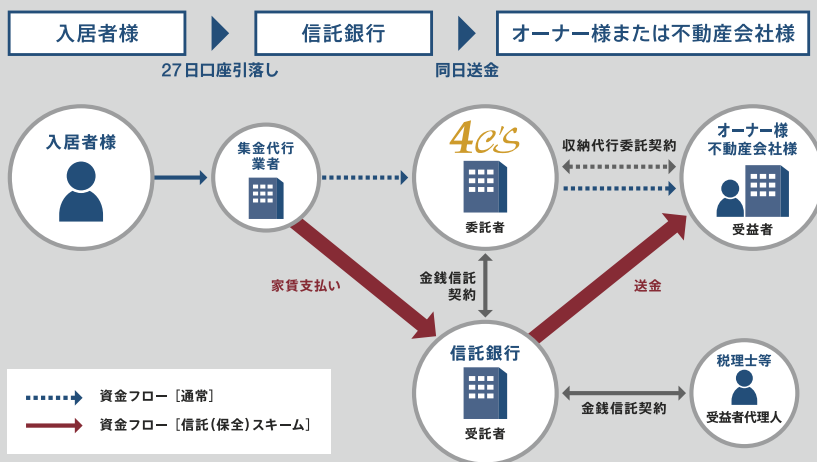 入居者様
信託銀行
オーナー様または不動産会社様
27日口座引落し
同日送金
入居者様
集金代行
業者
4C'S
委託者
収納代行委託契約
オーナー様
不動産会社様
受益者
家賃支払い
金銭信託
契約
送金
信託銀行
受託者
金銭信託契約
税理士等
受益者代理人
資金フロー［通常］
資金フロー［信託(保全)スキーム］